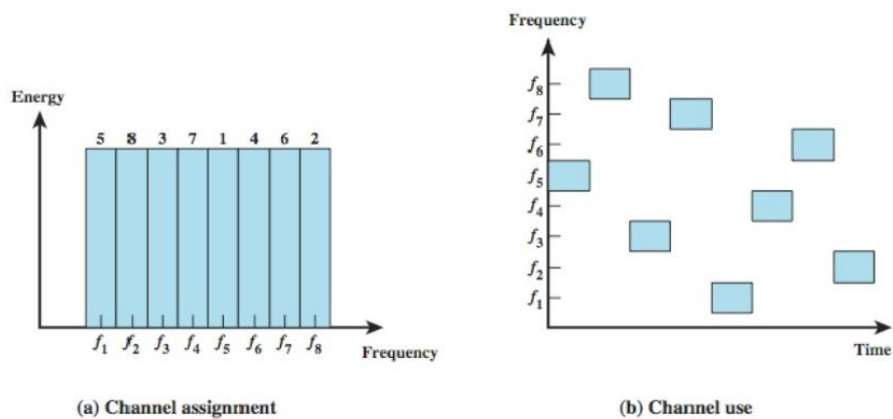 Energy
5 8 3 7 1 4 6 2
f1 f2 f3 f4 f5 f6 f7 f8
Frequency
(a) Channel assignment
Frequency
f8
f7
f6
f5
f4
f3
f2
f1
Time
(b) Channel use